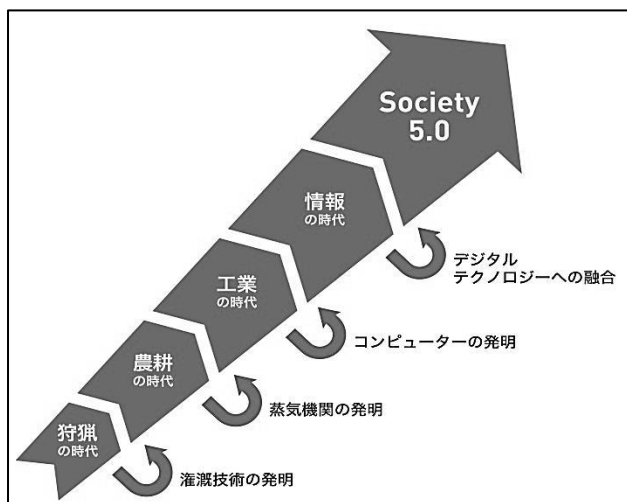 Society
5.0
情報
の時代
デジタル
テクノロジーへの融合
工業
の時代
コンピューターの発明
農耕
の時代
蒸気機関の発明
狩猟
の時代
灌漑技術の発明